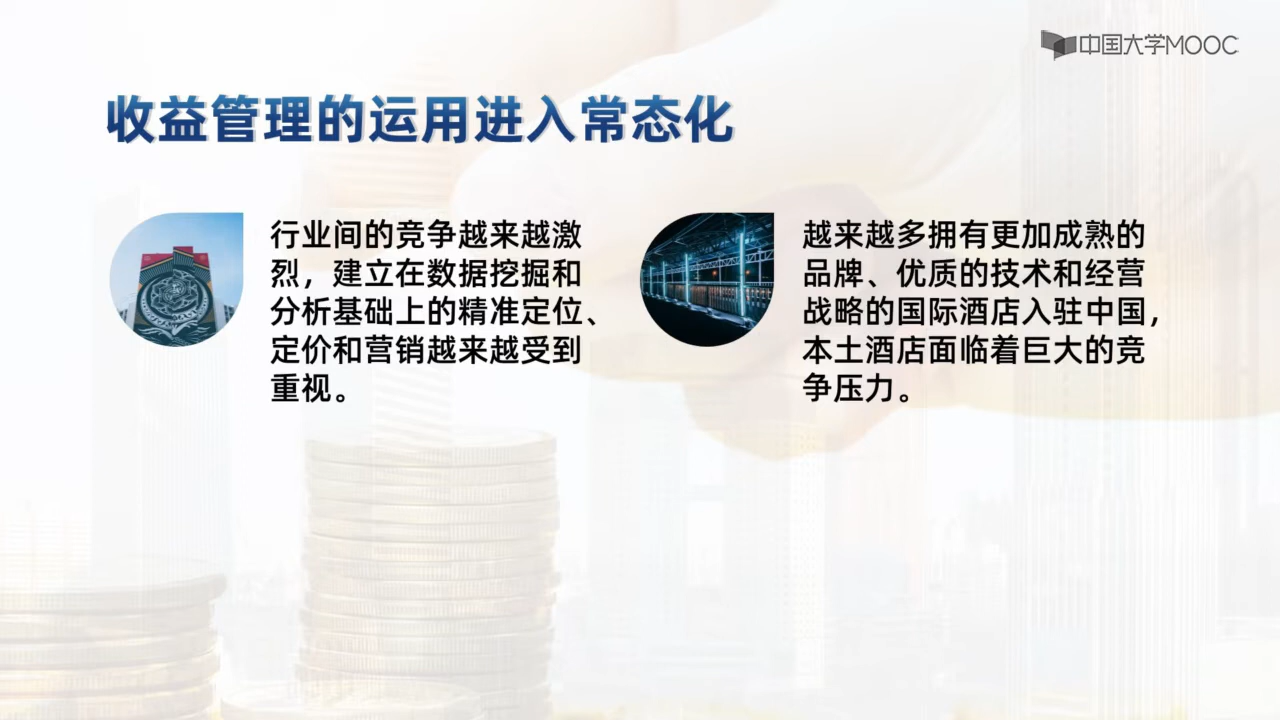 中国大学MOOC
收益管理的运用进入常态化
行业间的竞争越来越激
烈，建立在数据挖掘和
分析基础上的精准定位、
定价和营销越来越受到
重视。
越来越多拥有更加成熟的
品牌、优质的技术和经营
战略的国际酒店入驻中国，
本土酒店面临着巨大的竞
争压力。